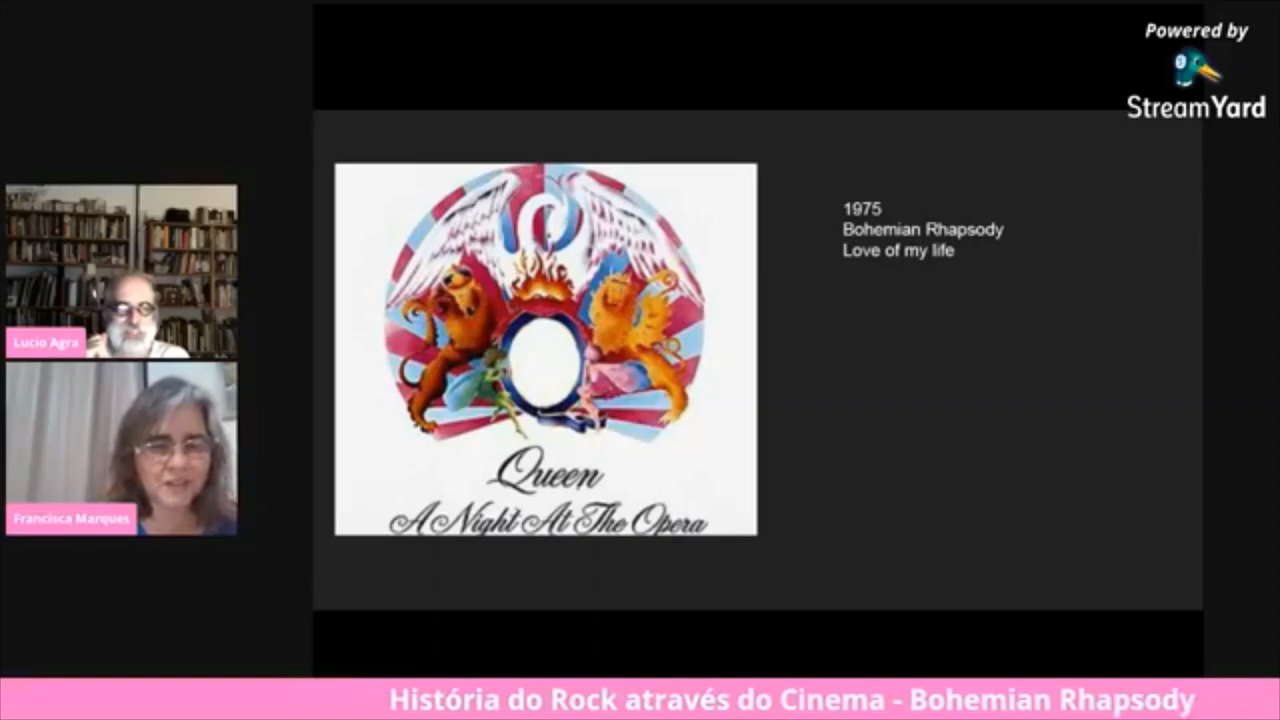 Powered by
StreamYard
1975
Bohemian Rhapsody
Love of my life
Lucio Agra
Queen
A Night At The Opera
Francisca Marques
História do Rock através do Cinema - Bohemian Rhapsody